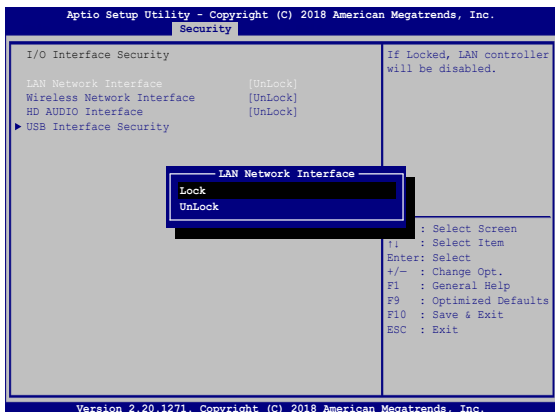 Aptio Setup Utility - Copyright (C) 2018 American Megatrends, Inc.
Security
I/O Interface Security
LAN Network Interface [UnLock]
Wireless Network Interface [UnLock]
HD AUDIO Interface [UnLock]
▶ USB Interface Security
If Locked, LAN controller
will be disabled.
LAN Network Interface
Lock
UnLock
: Select Screen
↑↓ : Select Item
Enter: Select
+/— : Change Opt.
F1 : General Help
F9 : Optimized Defaults
F10 : Save & Exit
ESC : Exit
Version 2.20.1271. Copyright (C) 2018 American Megatrends, Inc.